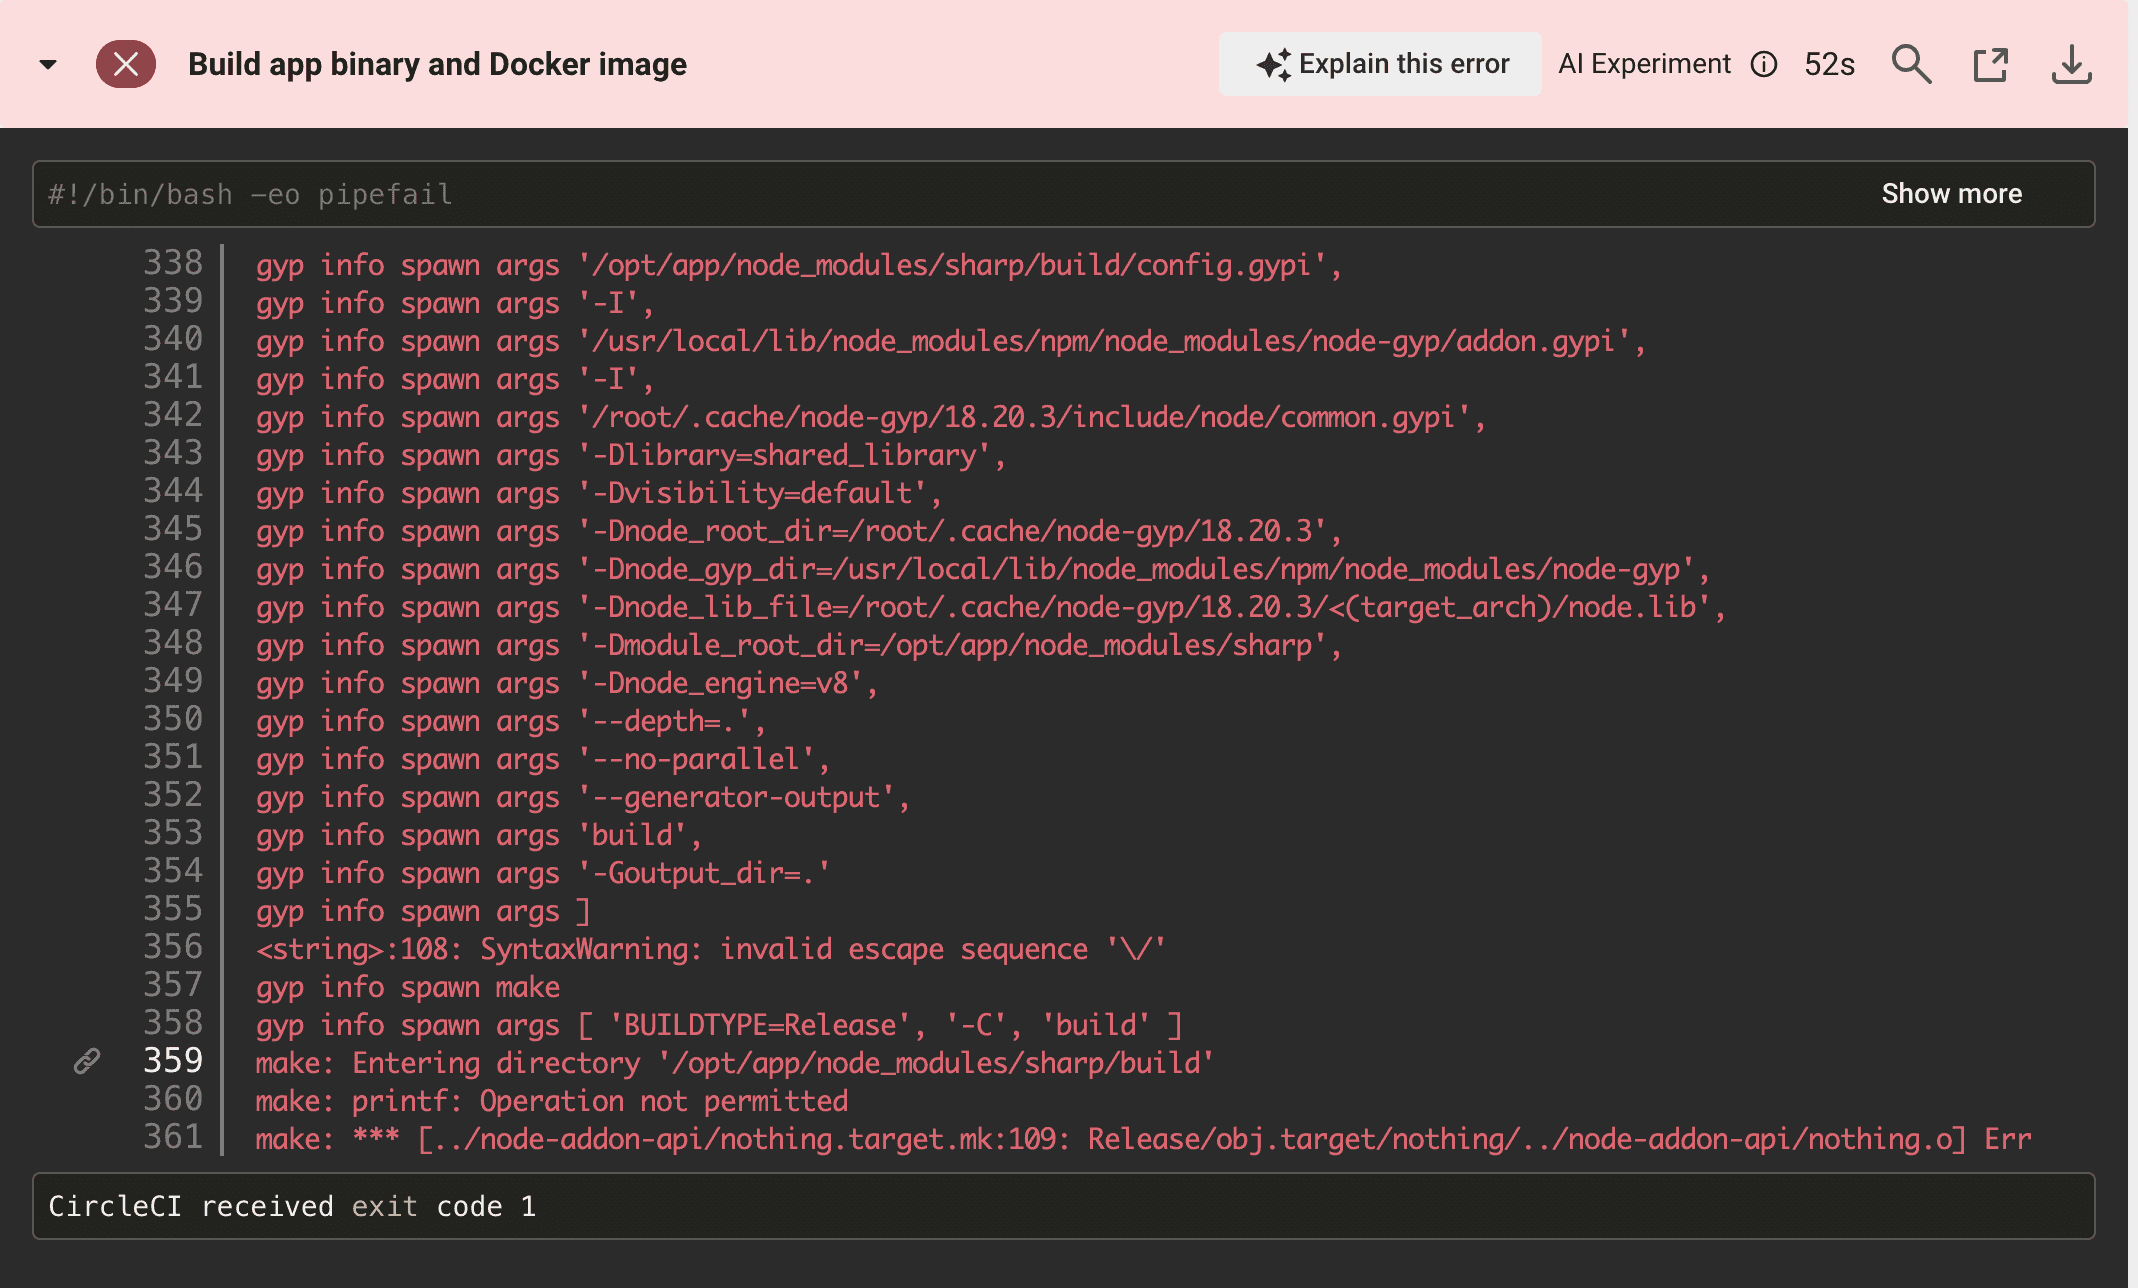 Build app binary and Docker image
Explain this error
AI Experiment
52s
#!/bin/bash -eo pipefail
Show more
338 gyp info spawn args '/opt/app/node_modules/sharp/build/config.gypi',
339 gyp info spawn args '-I',
340 gyp info spawn args '/usr/local/lib/node_modules/npm/node_modules/node-gyp/addon.gypi',
341 gyp info spawn args '-I',
342 gyp info spawn args '/root/.cache/node-gyp/18.20.3/include/node/common.gypi',
343 gyp info spawn args '-Dlibrary=shared_library',
344 gyp info spawn args '-Dvisibility=default',
345 gyp info spawn args '-Dnode_root_dir=/root/.cache/node-gyp/18.20.3',
346 gyp info spawn args '-Dnode_gyp_dir=/usr/local/lib/node_modules/npm/node_modules/node-gyp',
347 gyp info spawn args '-Dnode_lib_file=/root/.cache/node-gyp/18.20.3/<(target_arch)/node.lib',
348 gyp info spawn args '-Dmodule_root_dir=/opt/app/node_modules/sharp',
349 gyp info spawn args '-Dnode_engine=v8',
350 gyp info spawn args '--depth=.',
351 gyp info spawn args '--no-parallel',
352 gyp info spawn args '--generator-output',
353 gyp info spawn args 'build',
354 gyp info spawn args '-Goutput_dir=.'
355 gyp info spawn args ]
356 <string>:108: SyntaxWarning: invalid escape sequence '\/'
357 gyp info spawn make
358 gyp info spawn args [ 'BUILDTYPE=Release', '-C', 'build' ]
359 make: Entering directory '/opt/app/node_modules/sharp/build'
360 make: printf: Operation not permitted
361 make: *** [../node-addon-api/nothing.target.mk:109: Release/obj.target/nothing/../node-addon-api/nothing.o] Err
CircleCI received exit code 1